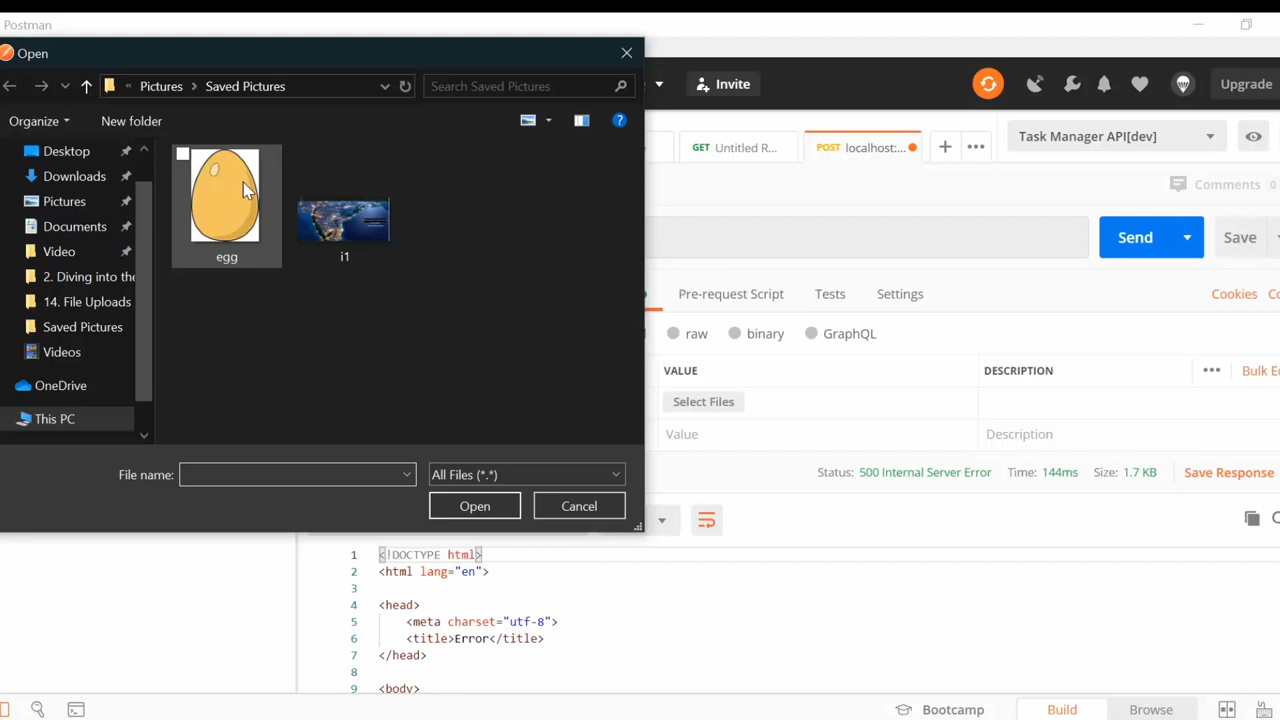 Postman
Open
« Pictures > Saved Pictures
Search Saved Pictures
Invite
Upgrade
Organize
New folder
GET Untitled R...
POST localhost:...
+
•••
Task Manager API[dev]
Desktop
Downloads
Pictures
Documents
Video
2. Diving into the
14. File Uploads
Saved Pictures
Videos
OneDrive
This PC
egg
i1
Comments 0
Send
Save
Pre-request Script
Tests
Settings
Cookies
Co
raw
binary
GraphQL
VALUE
DESCRIPTION
•••
Bulk Ed
Select Files
Value
Description
File name:
All Files (*.*)
Open
Cancel
Status: 500 Internal Server Error
Time: 144ms
Size: 1.7 KB
Save Response
1 <!DOCTYPE html>
2 <html lang="en">
3
4 <head>
5 <meta charset="utf-8">
6 <title>Error</title>
7 </head>
8
9 <body>
Bootcamp
Build
Browse